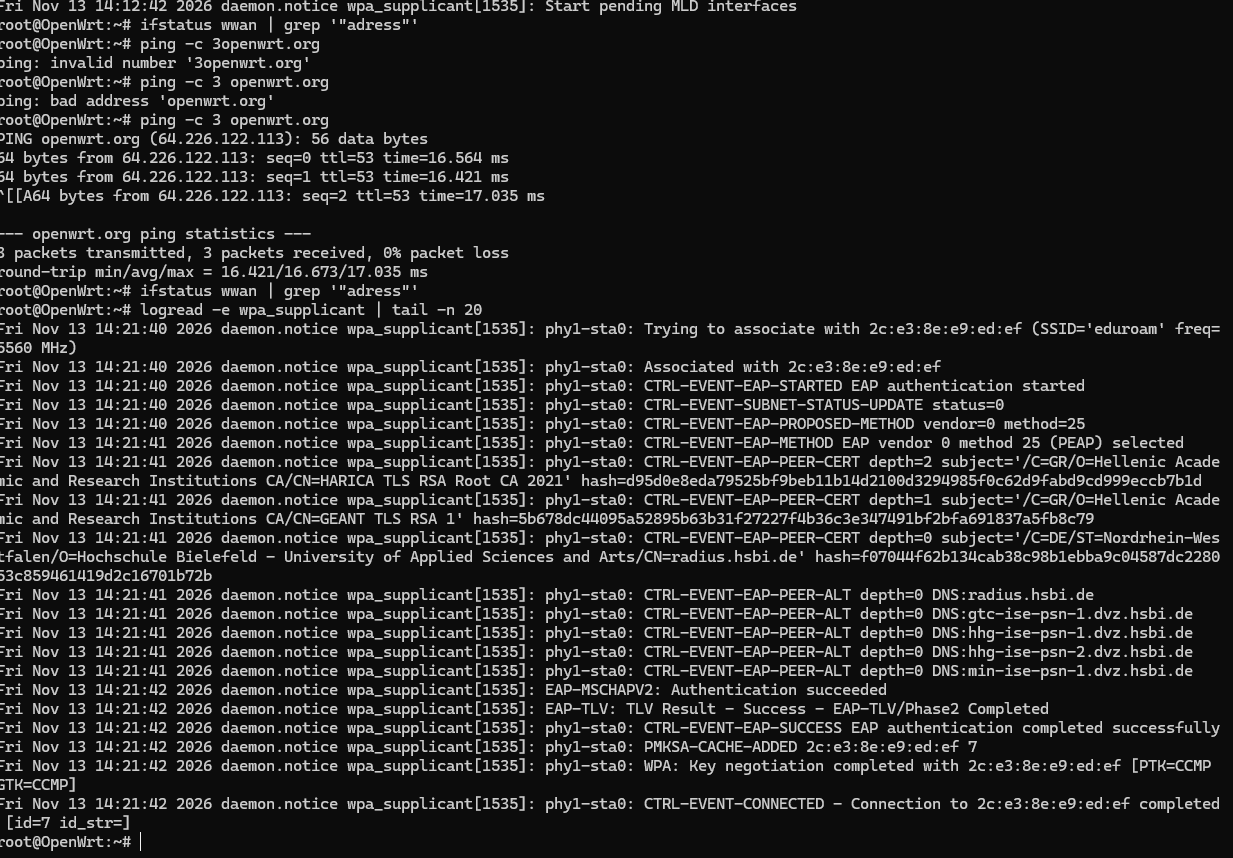 Fri Nov 13 14:12:42 2026 daemon.notice wpa_supplicant[1535]: Start pending MLD interfaces
root@OpenWrt:~# ifstatus wwan | grep '"adress"'
root@OpenWrt:~# ping -c 3openwrt.org
ping: invalid number '3openwrt.org'
root@OpenWrt:~# ping -c 3 openwrt.org
ping: bad address 'openwrt.org'
root@OpenWrt:~# ping -c 3 openwrt.org
PING openwrt.org (64.226.122.113): 56 data bytes
64 bytes from 64.226.122.113: seq=0 ttl=53 time=16.564 ms
64 bytes from 64.226.122.113: seq=1 ttl=53 time=16.421 ms
^[[A64 bytes from 64.226.122.113: seq=2 ttl=53 time=17.035 ms

--- openwrt.org ping statistics ---
3 packets transmitted, 3 packets received, 0% packet loss
round-trip min/avg/max = 16.421/16.673/17.035 ms
root@OpenWrt:~# ifstatus wwan | grep '"adress"'
root@OpenWrt:~# logread -e wpa_supplicant | tail -n 20
Fri Nov 13 14:21:40 2026 daemon.notice wpa_supplicant[1535]: phy1-sta0: Trying to associate with 2c:e3:8e:e9:ed:ef (SSID='eduroam' freq=
5560 MHz)
Fri Nov 13 14:21:40 2026 daemon.notice wpa_supplicant[1535]: phy1-sta0: Associated with 2c:e3:8e:e9:ed:ef
Fri Nov 13 14:21:40 2026 daemon.notice wpa_supplicant[1535]: phy1-sta0: CTRL-EVENT-EAP-STARTED EAP authentication started
Fri Nov 13 14:21:40 2026 daemon.notice wpa_supplicant[1535]: phy1-sta0: CTRL-EVENT-SUBNET-STATUS-UPDATE status=0
Fri Nov 13 14:21:40 2026 daemon.notice wpa_supplicant[1535]: phy1-sta0: CTRL-EVENT-EAP-PROPOSED-METHOD vendor=0 method=25
Fri Nov 13 14:21:41 2026 daemon.notice wpa_supplicant[1535]: phy1-sta0: CTRL-EVENT-EAP-METHOD EAP vendor 0 method 25 (PEAP) selected
Fri Nov 13 14:21:41 2026 daemon.notice wpa_supplicant[1535]: phy1-sta0: CTRL-EVENT-EAP-PEER-CERT depth=2 subject='/C=GR/O=Hellenic Acade
mic and Research Institutions CA/CN=HARICA TLS RSA Root CA 2021' hash=d95d0e8eda79525bf9beb11b14d2100d3294985f0c62d9fabd9cd999eccb7b1d
Fri Nov 13 14:21:41 2026 daemon.notice wpa_supplicant[1535]: phy1-sta0: CTRL-EVENT-EAP-PEER-CERT depth=1 subject='/C=GR/O=Hellenic Acade
mic and Research Institutions CA/CN=GEANT TLS RSA 1' hash=5b678dc44095a52895b63b31f27227f4b36c3e347491bf2bfa691837a5fb8c79
Fri Nov 13 14:21:41 2026 daemon.notice wpa_supplicant[1535]: phy1-sta0: CTRL-EVENT-EAP-PEER-CERT depth=0 subject='/C=DE/ST=Nordrhein-Wes
tfalen/O=Hochschule Bielefeld - University of Applied Sciences and Arts/CN=radius.hsbi.de' hash=f07044f62b134cab38c98b1ebba9c04587dc2280
53c859461419d2c16701b72b
Fri Nov 13 14:21:41 2026 daemon.notice wpa_supplicant[1535]: phy1-sta0: CTRL-EVENT-EAP-PEER-ALT depth=0 DNS:radius.hsbi.de
Fri Nov 13 14:21:41 2026 daemon.notice wpa_supplicant[1535]: phy1-sta0: CTRL-EVENT-EAP-PEER-ALT depth=0 DNS:gtc-ise-psn-1.dvz.hsbi.de
Fri Nov 13 14:21:41 2026 daemon.notice wpa_supplicant[1535]: phy1-sta0: CTRL-EVENT-EAP-PEER-ALT depth=0 DNS:hhg-ise-psn-1.dvz.hsbi.de
Fri Nov 13 14:21:41 2026 daemon.notice wpa_supplicant[1535]: phy1-sta0: CTRL-EVENT-EAP-PEER-ALT depth=0 DNS:hhg-ise-psn-2.dvz.hsbi.de
Fri Nov 13 14:21:41 2026 daemon.notice wpa_supplicant[1535]: phy1-sta0: CTRL-EVENT-EAP-PEER-ALT depth=0 DNS:min-ise-psn-1.dvz.hsbi.de
Fri Nov 13 14:21:42 2026 daemon.notice wpa_supplicant[1535]: EAP-MSCHAPV2: Authentication succeeded
Fri Nov 13 14:21:42 2026 daemon.notice wpa_supplicant[1535]: EAP-TLV: TLV Result - Success - EAP-TLV/Phase2 Completed
Fri Nov 13 14:21:42 2026 daemon.notice wpa_supplicant[1535]: phy1-sta0: CTRL-EVENT-EAP-SUCCESS EAP authentication completed successfully
Fri Nov 13 14:21:42 2026 daemon.notice wpa_supplicant[1535]: phy1-sta0: PMKSA-CACHE-ADDED 2c:e3:8e:e9:ed:ef 7
Fri Nov 13 14:21:42 2026 daemon.notice wpa_supplicant[1535]: phy1-sta0: WPA: Key negotiation completed with 2c:e3:8e:e9:ed:ef [PTK=CCMP
GTK=CCMP]
Fri Nov 13 14:21:42 2026 daemon.notice wpa_supplicant[1535]: phy1-sta0: CTRL-EVENT-CONNECTED - Connection to 2c:e3:8e:e9:ed:ef completed
[id=7 id_str=]
root@OpenWrt:~#